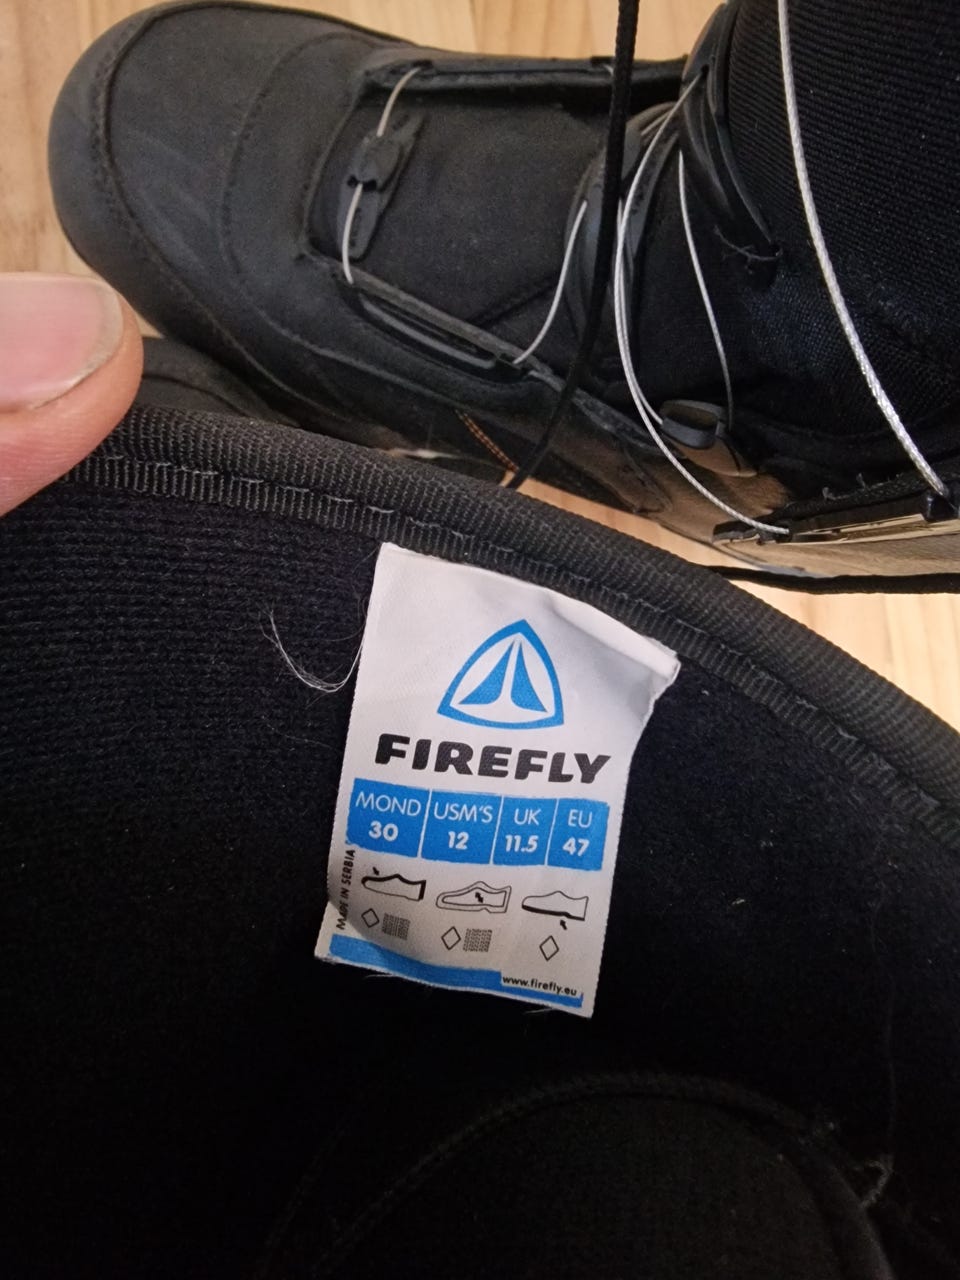 FIREFLY
MOND USM'S UK EU
30 12 11.5 47
MADE IN SERBIA
www.firefly.eu